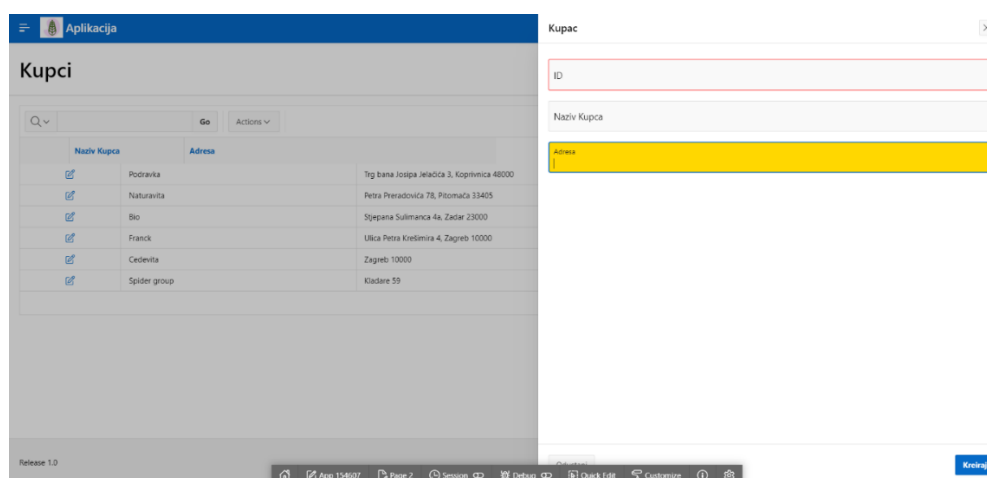 Aplikacija
Kupci
Go Actions
Naziv Kupca Adresa
Podravka Trg bana Josipa Jelačića 3, Koprivnica 48000
Naturavita Petra Preradovića 78, Pitomača 33405
Bio Stjepana Sulimanca 4a, Zadar 23000
Franck Ulica Petra Krešimira 4, Zagreb 10000
Cedevita Zagreb 10000
Spider group Kladare 59
Release 1.0
Kupac
ID
Naziv Kupca
Adresa
Odustani Kreiraj
App 154607 Page 2 Session Debug Quick Edit Customize